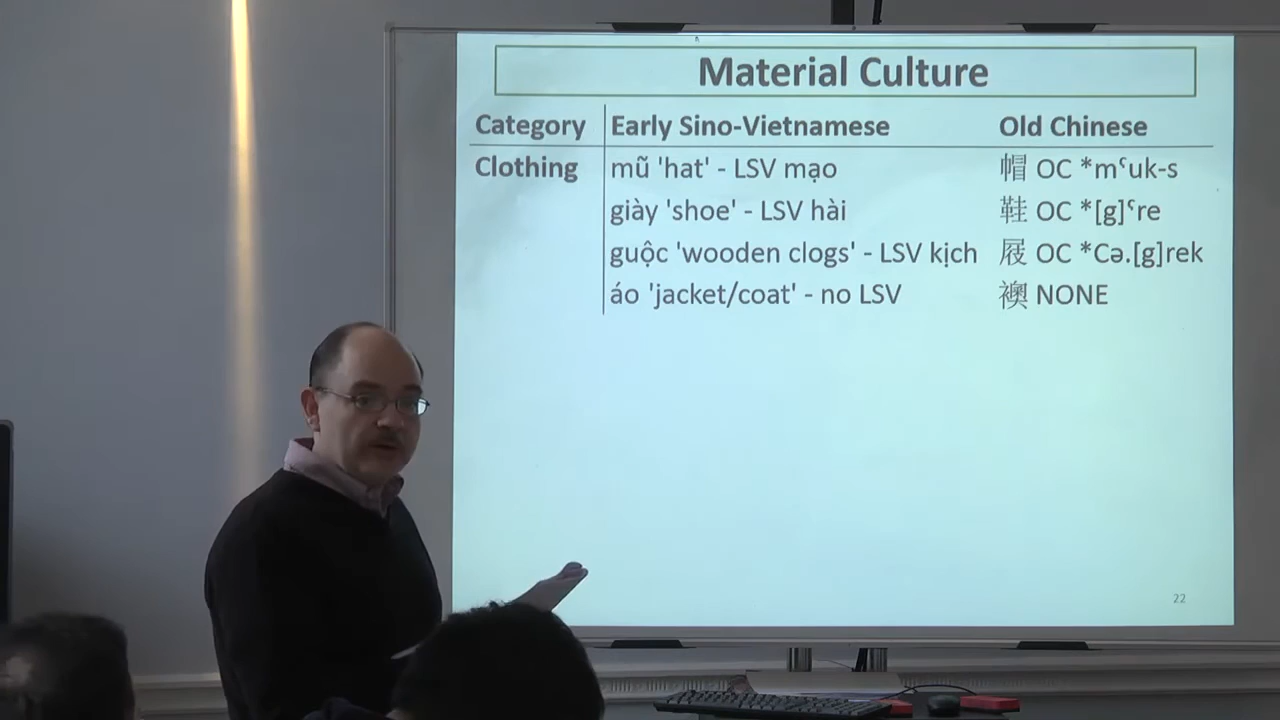 Material Culture
Category Early Sino-Vietnamese Old Chinese
Clothing mũ 'hat' - LSV mạo 帽 OC *mˤuk-s
giày 'shoe' - LSV hài 鞋 OC *[g]ˤre
guộc 'wooden clogs' - LSV kịch 屐 OC *Cə.[g]rek
áo 'jacket/coat' - no LSV 襖 NONE
22